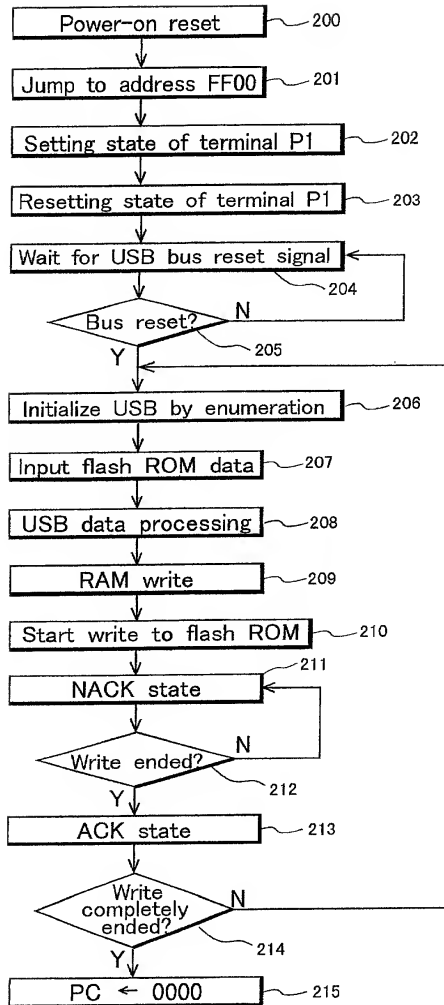 Power-on reset 200
Jump to address FF00 201
Setting state of terminal P1 202
Resetting state of terminal P1 203
Wait for USB bus reset signal
204
Bus reset? N
205
Y
Initialize USB by enumeration 206
Input flash ROM data 207
USB data processing 208
RAM write 209
Start write to flash ROM 210
211
NACK state
Write ended? N
212
Y
ACK state 213
Write
completely
ended?
N
214
Y
PC ← 0000 215